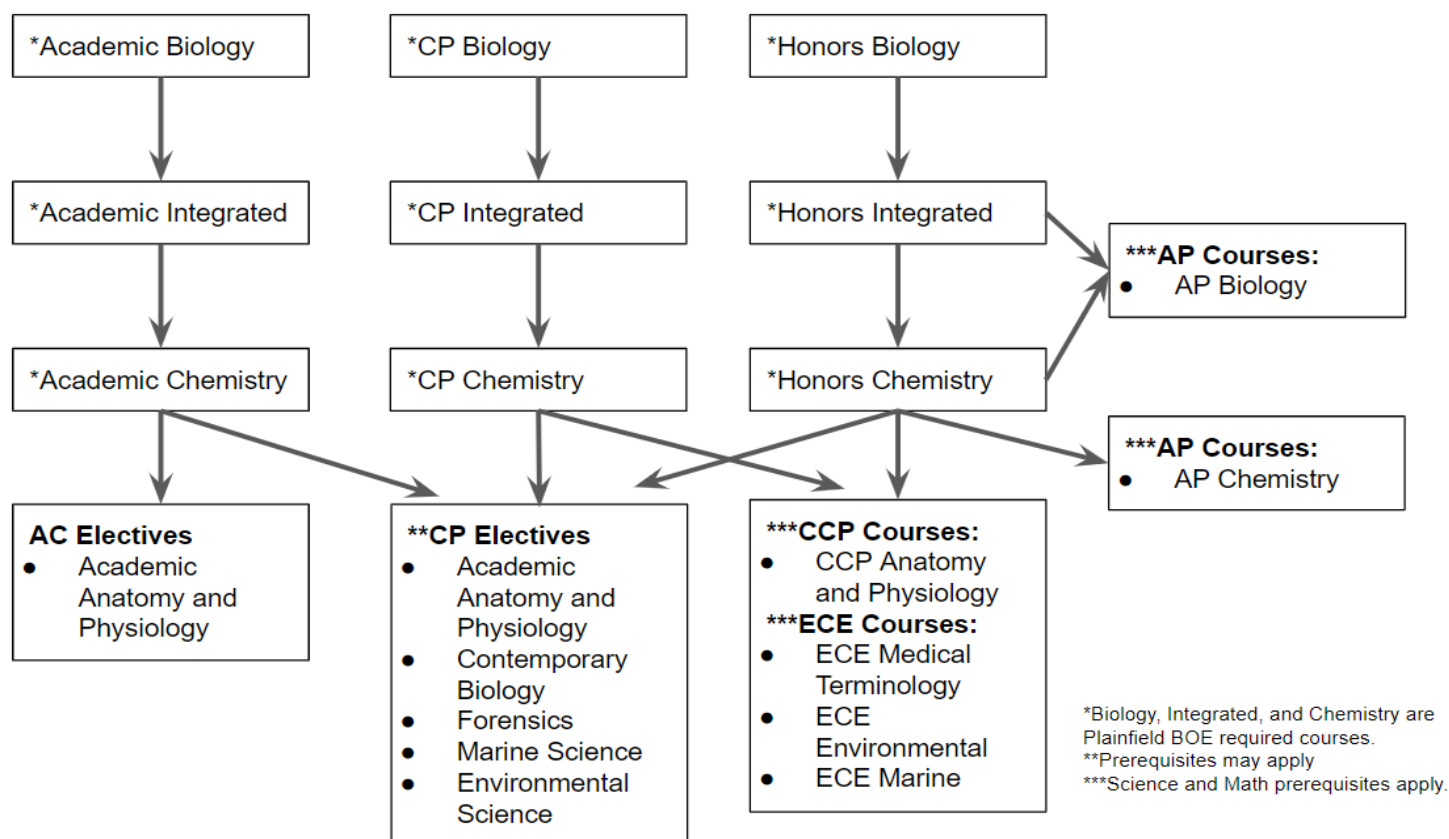 *Academic Biology
*CP Biology
*Honors Biology
*Academic Integrated
*CP Integrated
*Honors Integrated
***AP Courses:
● AP Biology
*Academic Chemistry
*CP Chemistry
*Honors Chemistry
***AP Courses:
● AP Chemistry
AC Electives
● Academic
Anatomy and
Physiology
**CP Electives
● Academic
Anatomy and
Physiology
● Contemporary
Biology
● Forensics
● Marine Science
● Environmental
Science
***CCP Courses:
● CCP Anatomy
and Physiology
***ECE Courses:
● ECE Medical
Terminology
● ECE
Environmental
● ECE Marine
*Biology, Integrated, and Chemistry are
Plainfield BOE required courses.
**Prerequisites may apply
***Science and Math prerequisites apply.